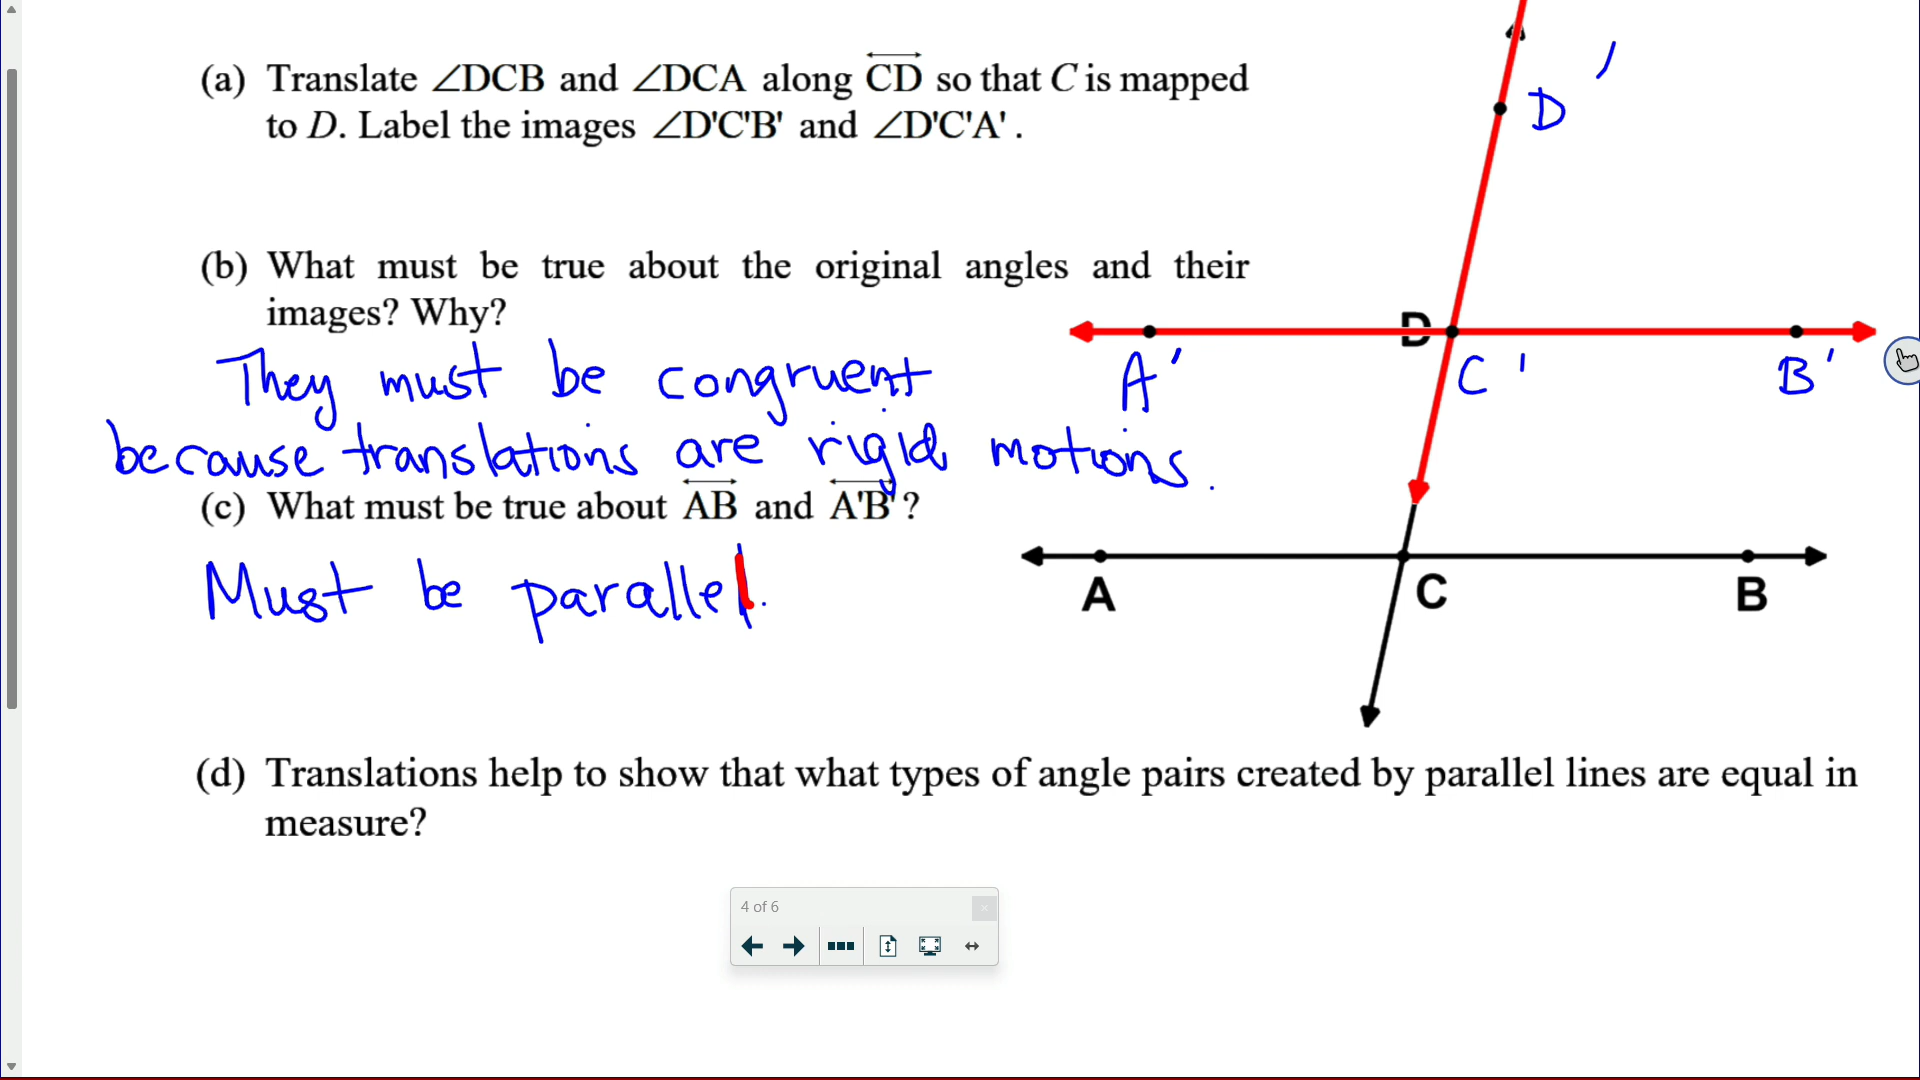 (a) Translate ∠DCB and ∠DCA along CD so that C is mapped
to D. Label the images ∠D'C'B' and ∠D'C'A'.
D'
(b) What must be true about the original angles and their
images? Why?
D
They must be congruent
A' C' B'
because translations are rigid motions.
(c) What must be true about AB and A'B'?
Must be parallel.
A C B
(d) Translations help to show that what types of angle pairs created by parallel lines are equal in
measure?
4 of 6